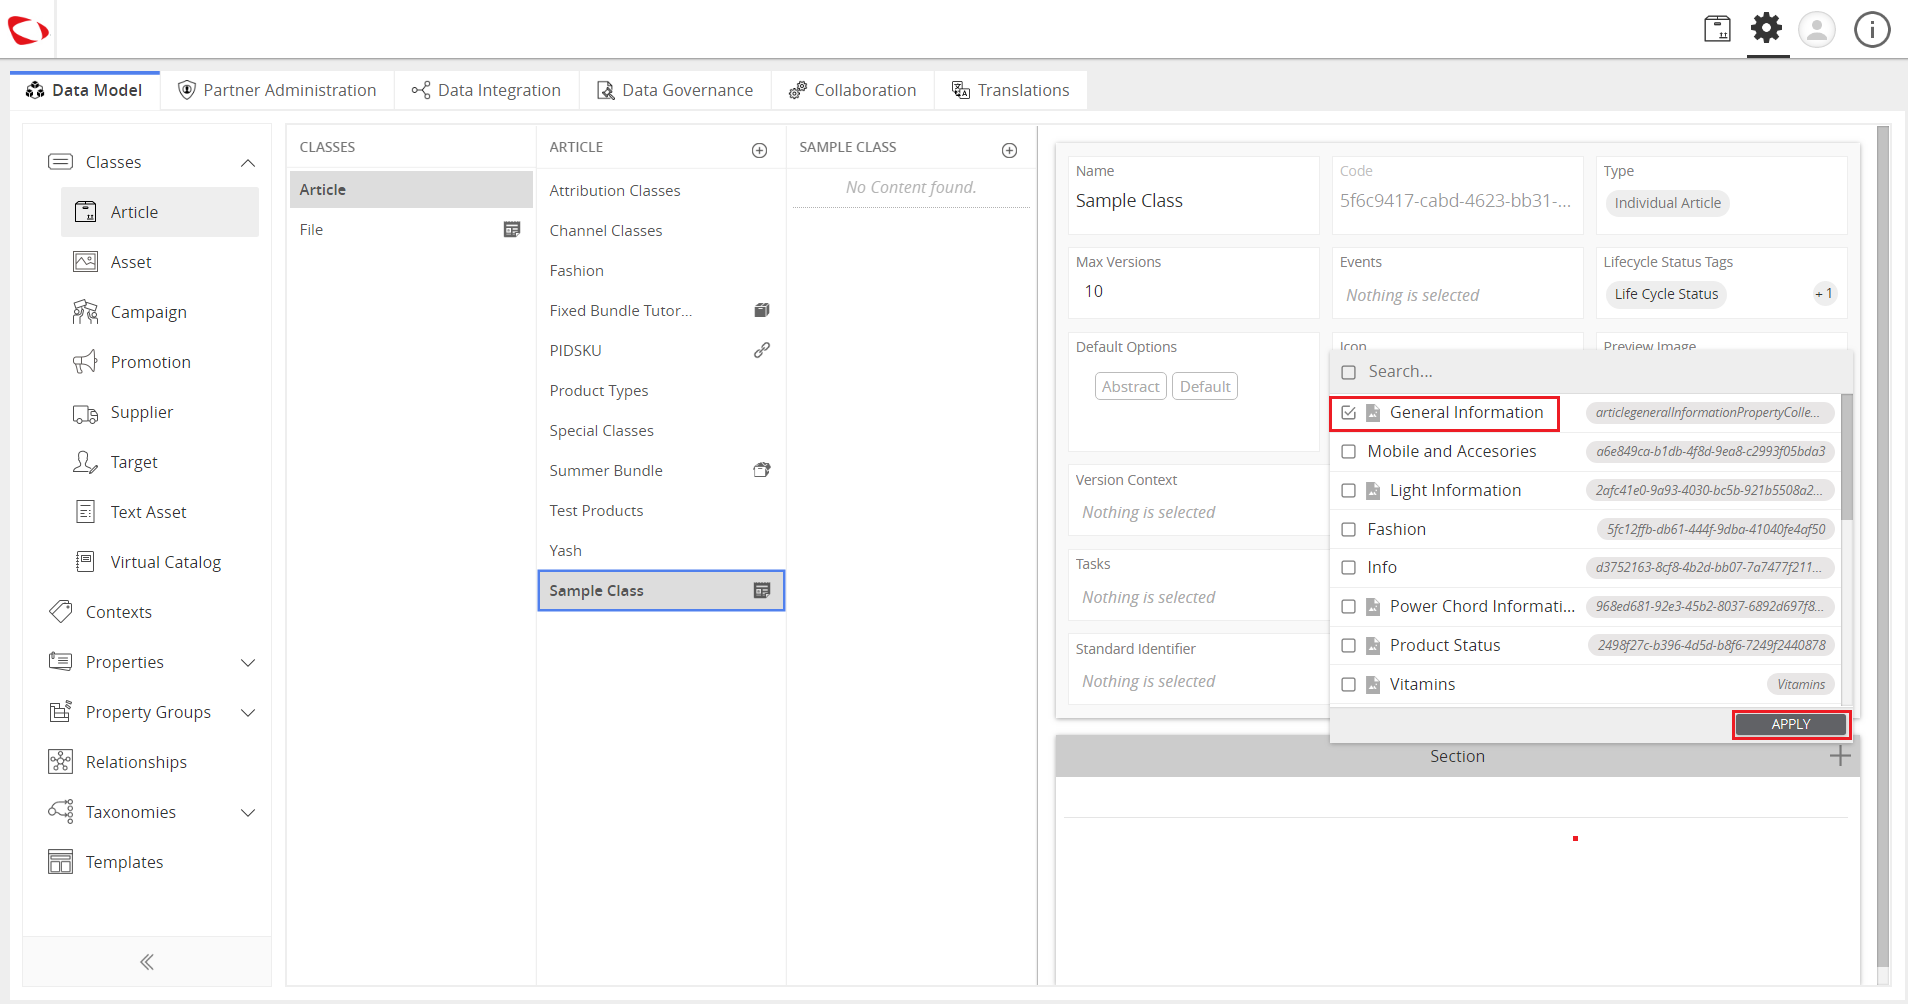 Data Model
Partner Administration
Data Integration
Data Governance
Collaboration
Translations
Classes
Article
Asset
Campaign
Promotion
Supplier
Target
Text Asset
Virtual Catalog
Contexts
Properties
Property Groups
Relationships
Taxonomies
Templates
CLASSES
Article
File
ARTICLE
Attribution Classes
Channel Classes
Fashion
Fixed Bundle Tutor...
PIDSKU
Product Types
Special Classes
Summer Bundle
Test Products
Yash
Sample Class
SAMPLE CLASS
No Content found.
Name
Sample Class
Code
5f6c9417-cabd-4623-bb31-...
Type
Individual Article
Max Versions
10
Events
Nothing is selected
Lifecycle Status Tags
Life Cycle Status
+1
Default Options
Abstract
Default
Icon
Preview Image
Version Context
Nothing is selected
Tasks
Nothing is selected
Standard Identifier
Nothing is selected
Search...
General Information articlegeneralInformationPropertyColle...
Mobile and Accesories a6e849ca-b1db-4f8d-9ea8-c2993f05bda3
Light Information 2afc41e0-9a93-4030-bc5b-921b5508a2...
Fashion 5fc12ffb-db61-444f-9dba-41040fe4af50
Info d3752163-8cf8-4b2d-bb07-7a7477f211...
Power Chord Informati... 968ed681-92e3-45b2-8037-6892d697f8...
Product Status 2498f27c-b396-4d5d-b8f6-7249f2440878
Vitamins Vitamins
APPLY
Section